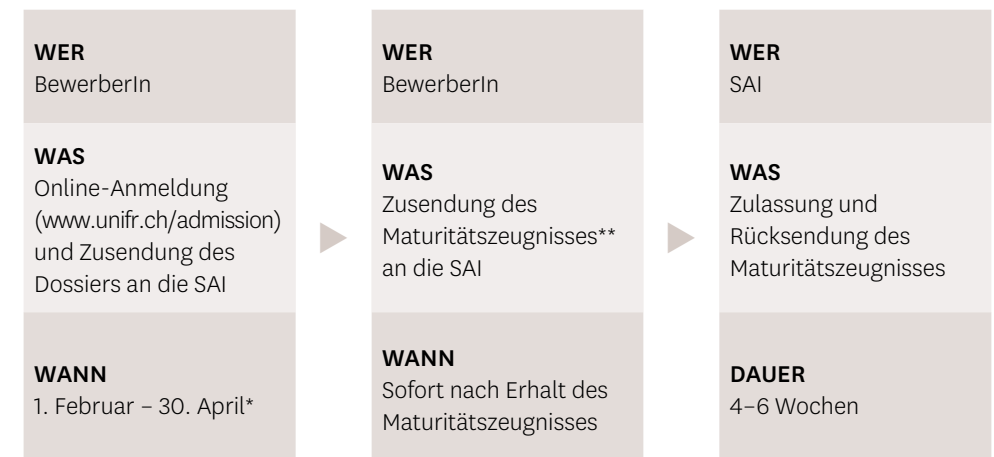 WER
BewerberIn
WAS
Online-Anmeldung
(www.unifr.ch/admission)
und Zusendung des
Dossiers an die SAI
WANN
1. Februar – 30. April*
WER
BewerberIn
WAS
Zusendung des
Maturitätszeugnisses**
an die SAI
WANN
Sofort nach Erhalt des
Maturitätszeugnisses
WER
SAI
WAS
Zulassung und
Rücksendung des
Maturitätszeugnisses
DAUER
4–6 Wochen